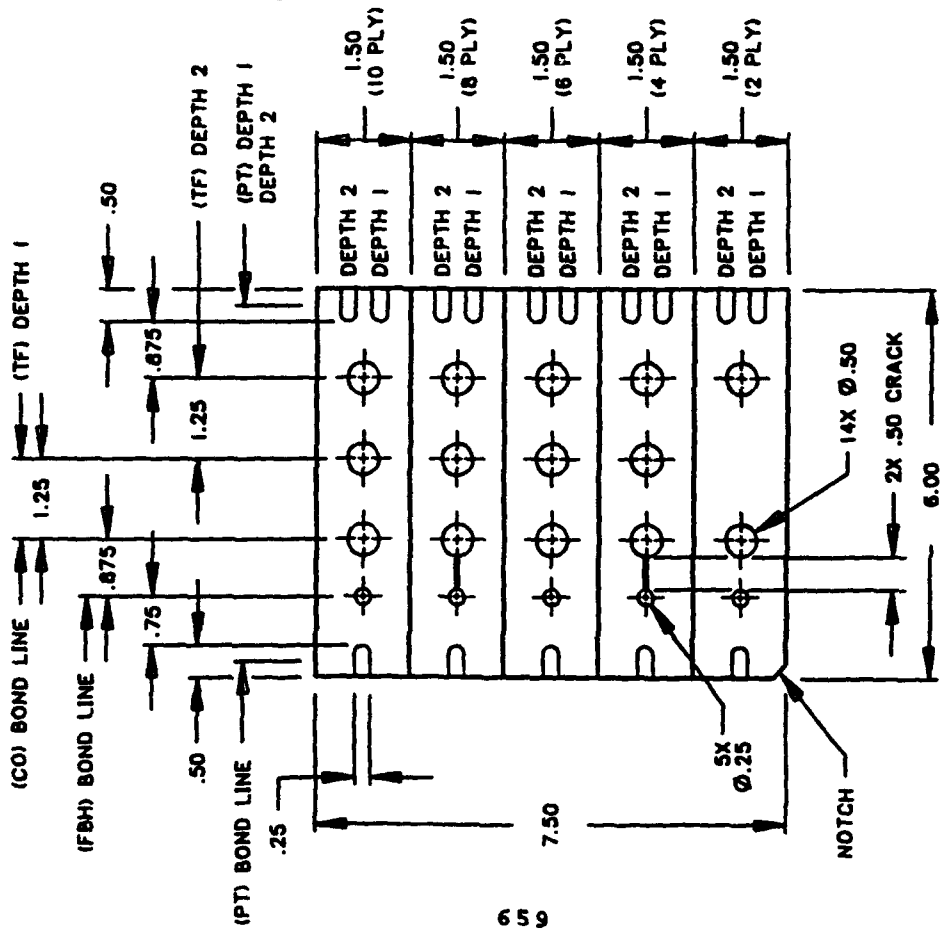 (CO) BOND LINE
(TF) DEPTH 1
1.25
(FBH) BOND LINE
.875
.50
.75
.875
(TF) DEPTH 2
1.25
.50
(PT) BOND LINE
(PT) DEPTH 1
DEPTH 2
.25
DEPTH 2
DEPTH 1
1.50
(10 PLY)
DEPTH 2
DEPTH 1
1.50
(8 PLY)
7.50
DEPTH 2
DEPTH 1
1.50
(6 PLY)
DEPTH 2
DEPTH 1
1.50
(4 PLY)
5X
Ø.25
DEPTH 2
DEPTH 1
1.50
(2 PLY)
NOTCH
14X Ø.50
2X .50 CRACK
6.00
659